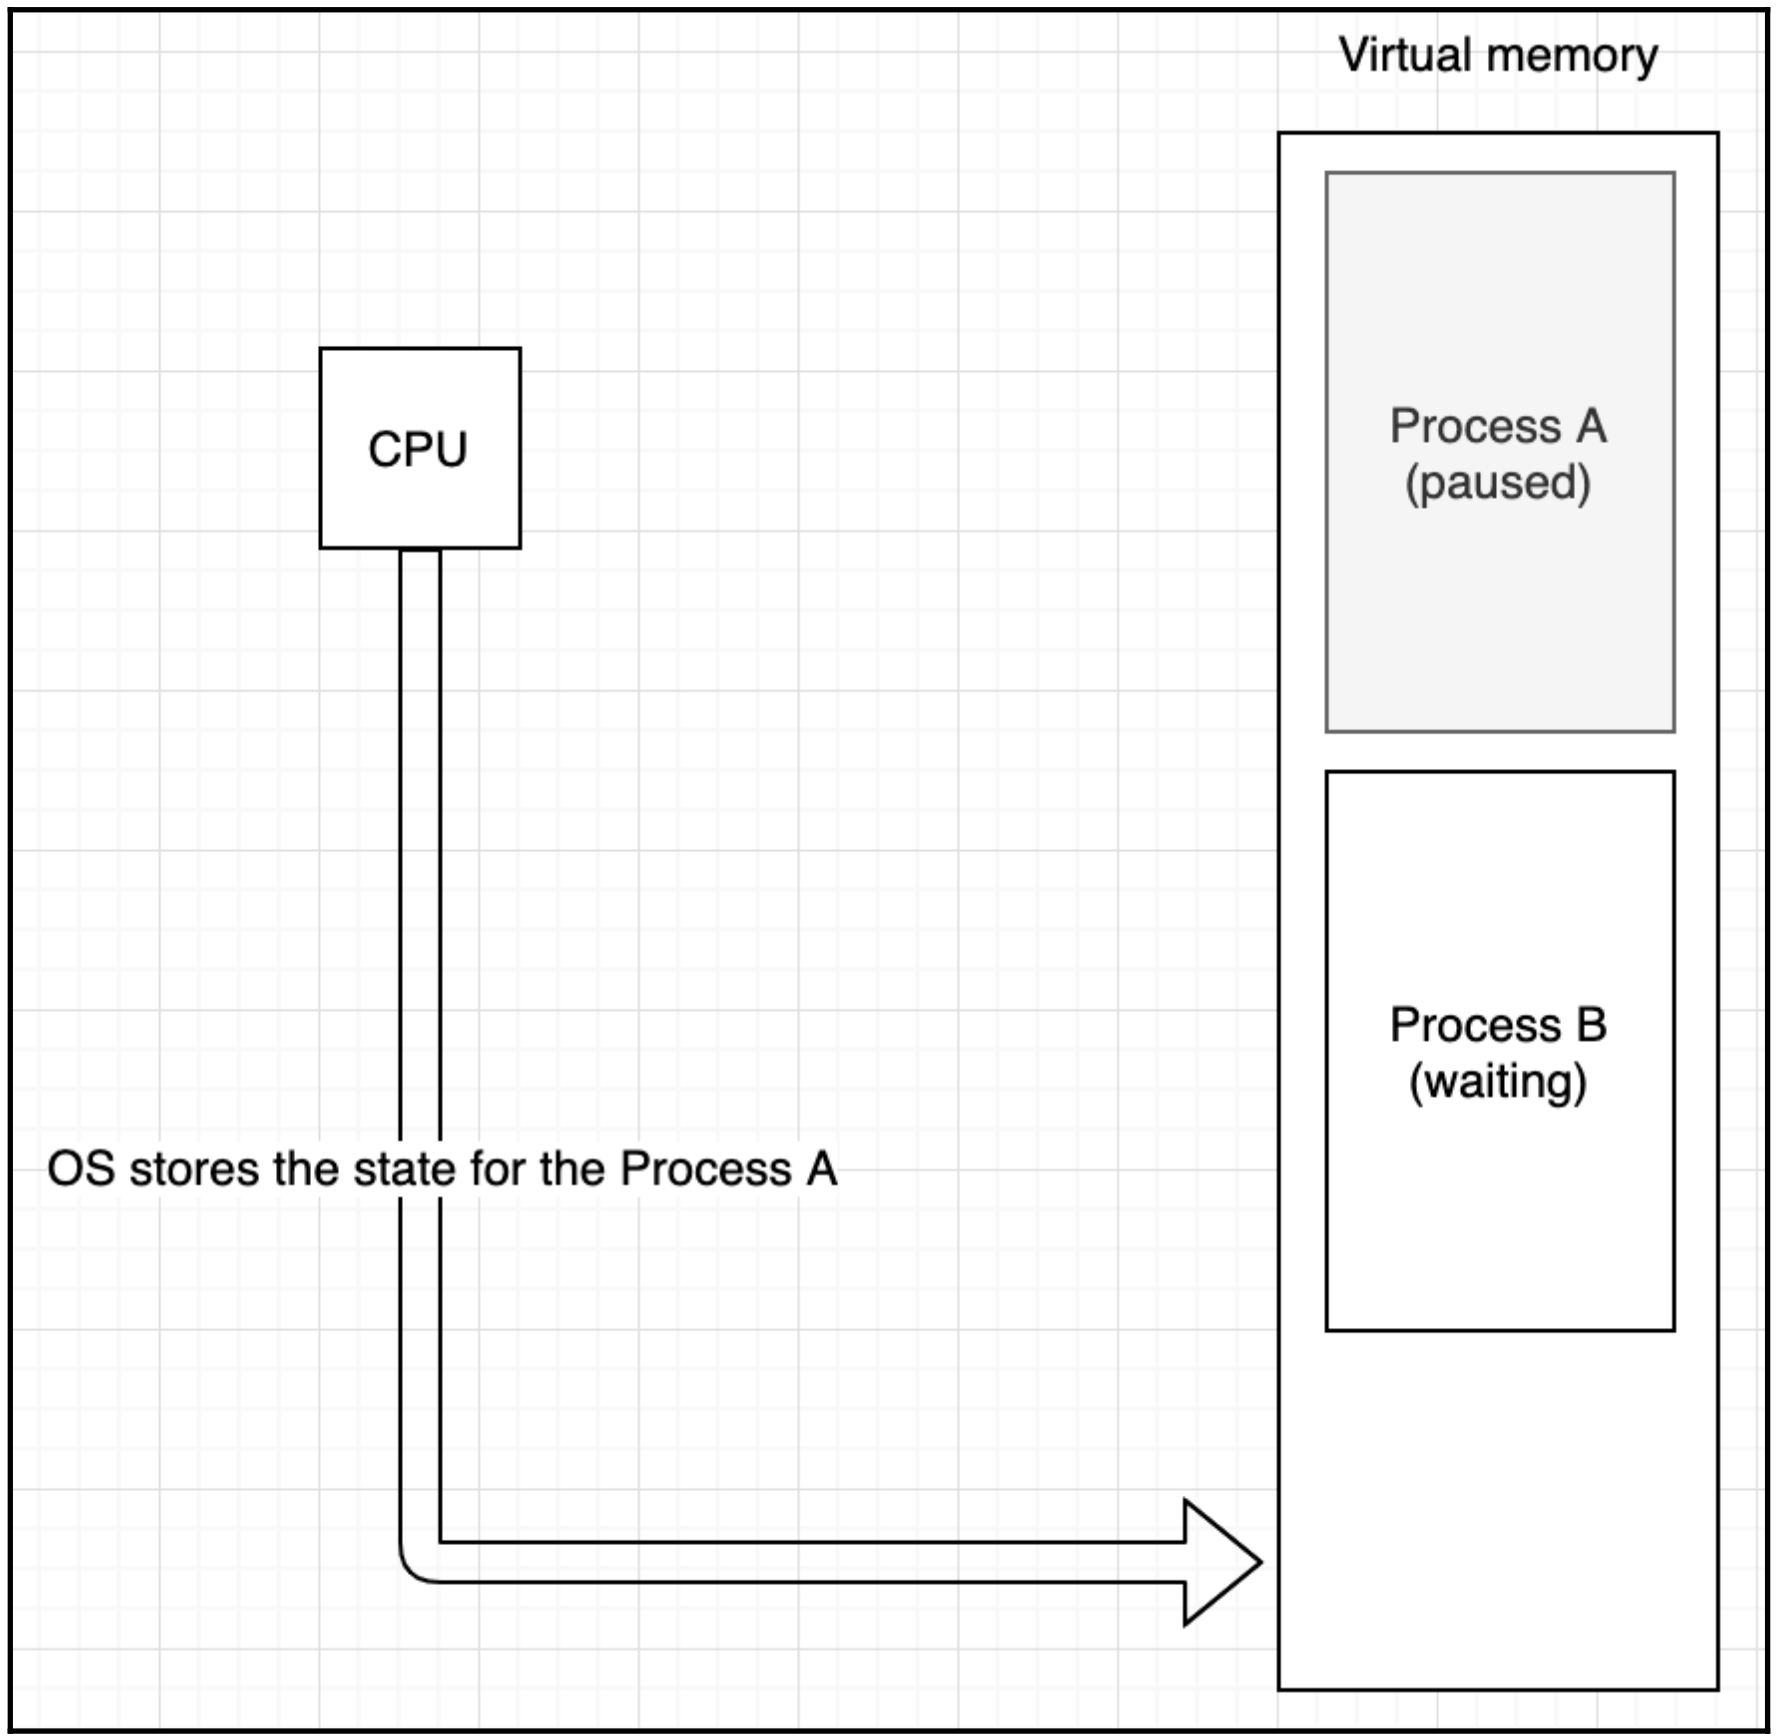 Virtual memory
Process A
(paused)
CPU
Process B
(waiting)
OS stores the state for the Process A